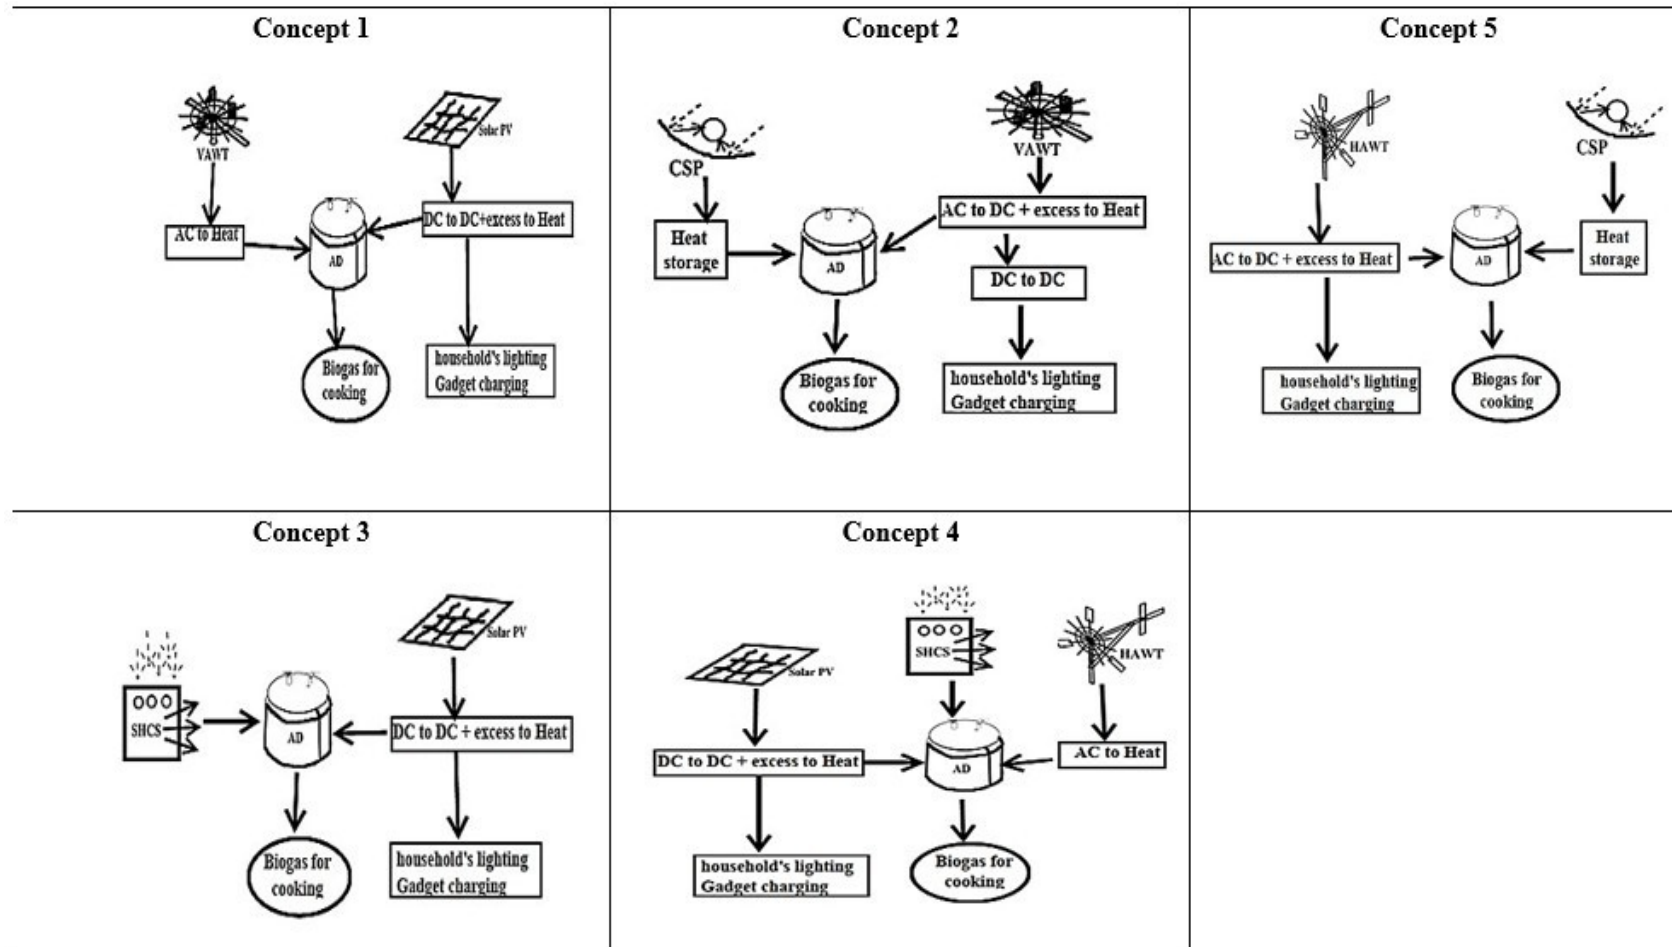 Concept 1
VAWT
Solar PV
AC to Heat
DC to DC+excess to Heat
AD
Biogas for
cooking
household's lighting
Gadget charging
Concept 2
CSP
VAWT
Heat
storage
AC to DC + excess to Heat
AD
DC to DC
Biogas for
cooking
household's lighting
Gadget charging
Concept 5
HAWT
CSP
AC to DC + excess to Heat
AD
Heat
storage
household's lighting
Gadget charging
Biogas for
cooking
Concept 3
Solar PV
SHCS
AD
DC to DC + excess to Heat
Biogas for
cooking
household's lighting
Gadget charging
Concept 4
SHCS
Solar PV
HAWT
DC to DC + excess to Heat
AD
AC to Heat
household's lighting
Gadget charging
Biogas for
cooking